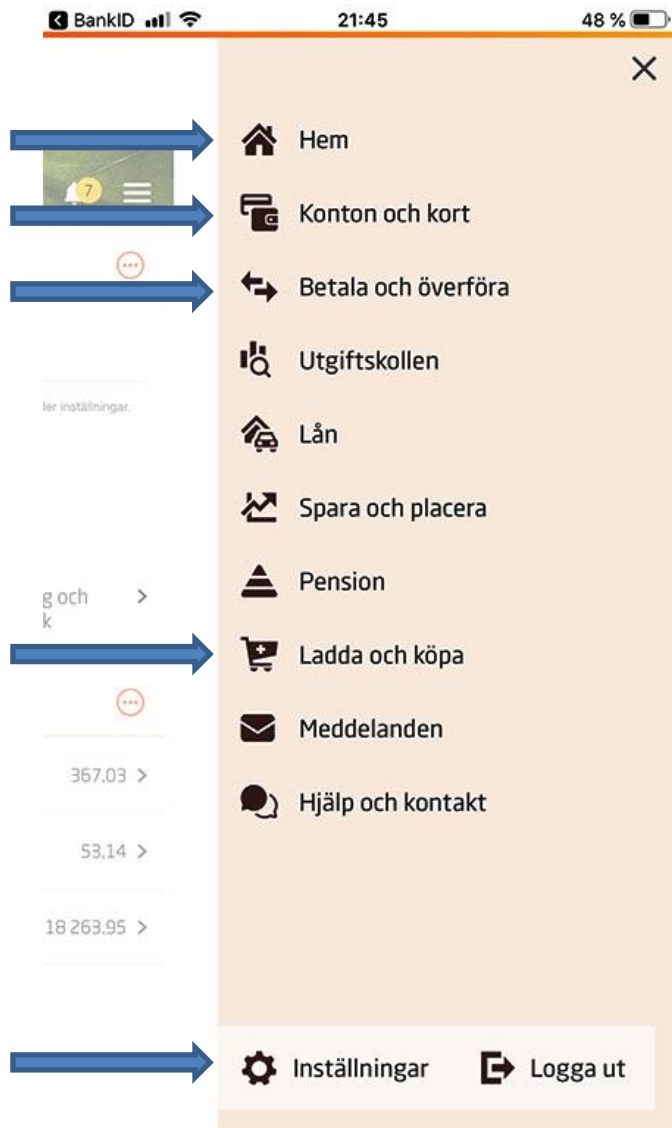 BankID 21:45 48 %
7
Hem
Konton och kort
Betala och överföra
Utgiftskollen
ler inställningar.
Lån
Spara och placera
Pension
g och
k
Ladda och köpa
Meddelanden
367,03
Hjälp och kontakt
53,14
18 263,95
Inställningar Logga ut